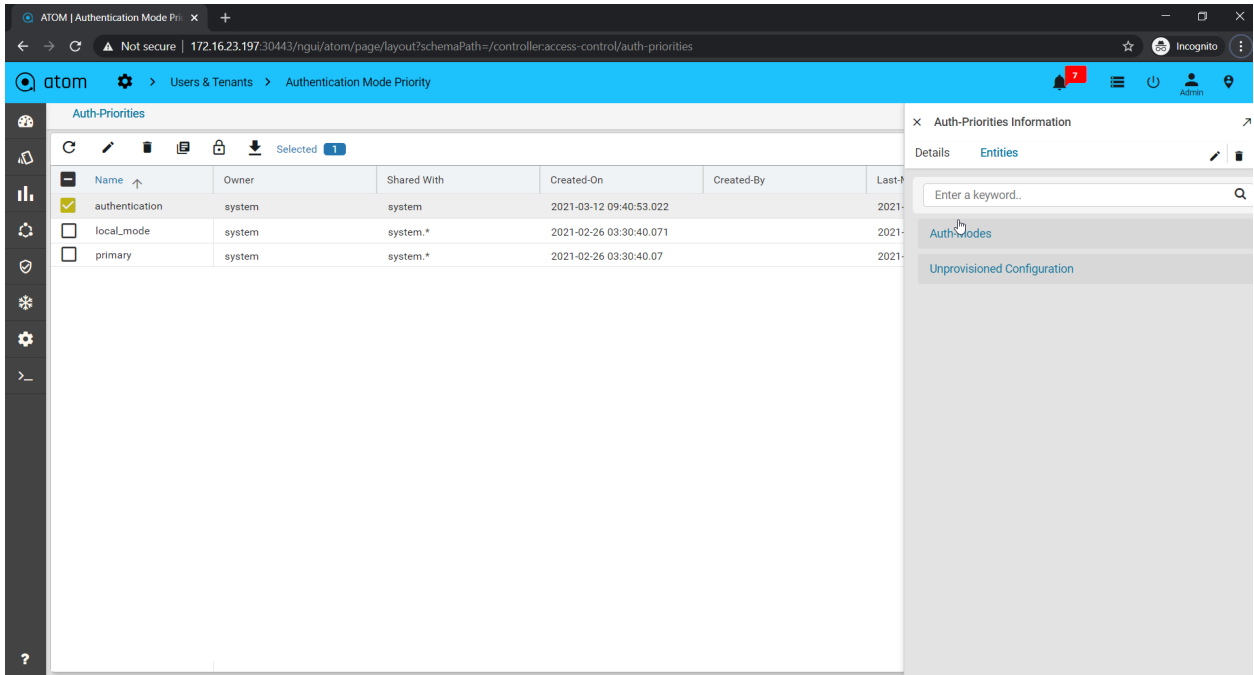 ATOM | Authentication Mode Pri
Not secure | 172.16.23.197:30443/ngui/atom/page/layout?schemaPath=/controller:access-control/auth-priorities
Incognito
atom > Users & Tenants > Authentication Mode Priority
7
Admin
Auth-Priorities
Selected 1
Name Owner Shared With Created-On Created-By Last-M
authentication system system 2021-03-12 09:40:53.022 2021-
local_mode system system.* 2021-02-26 03:30:40.071 2021-
primary system system.* 2021-02-26 03:30:40.07 2021-
Auth-Priorities Information
Details Entities
Enter a keyword..
Auth-Modes
Unprovisioned Configuration
?